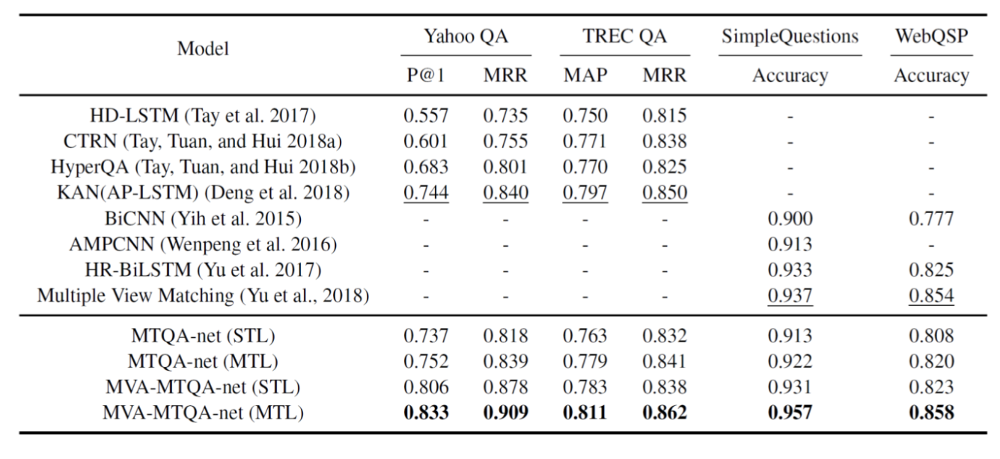 Model Yahoo QA TREC QA SimpleQuestions WebQSP
P@1 MRR MAP MRR Accuracy Accuracy
HD-LSTM (Tay et al. 2017) 0.557 0.735 0.750 0.815 - -
CTRN (Tay, Tuan, and Hui 2018a) 0.601 0.755 0.771 0.838 - -
HyperQA (Tay, Tuan, and Hui 2018b) 0.683 0.801 0.770 0.825 - -
KAN(AP-LSTM) (Deng et al. 2018) 0.744 0.840 0.797 0.850 - -
BiCNN (Yih et al. 2015) - - - - 0.900 0.777
AMPCNN (Wenpeng et al. 2016) - - - - 0.913 -
HR-BiLSTM (Yu et al. 2017) - - - - 0.933 0.825
Multiple View Matching (Yu et al., 2018) - - - - 0.937 0.854
MTQA-net (STL) 0.737 0.818 0.763 0.832 0.913 0.808
MTQA-net (MTL) 0.752 0.839 0.779 0.841 0.922 0.820
MVA-MTQA-net (STL) 0.806 0.878 0.783 0.838 0.931 0.823
MVA-MTQA-net (MTL) 0.833 0.909 0.811 0.862 0.957 0.858